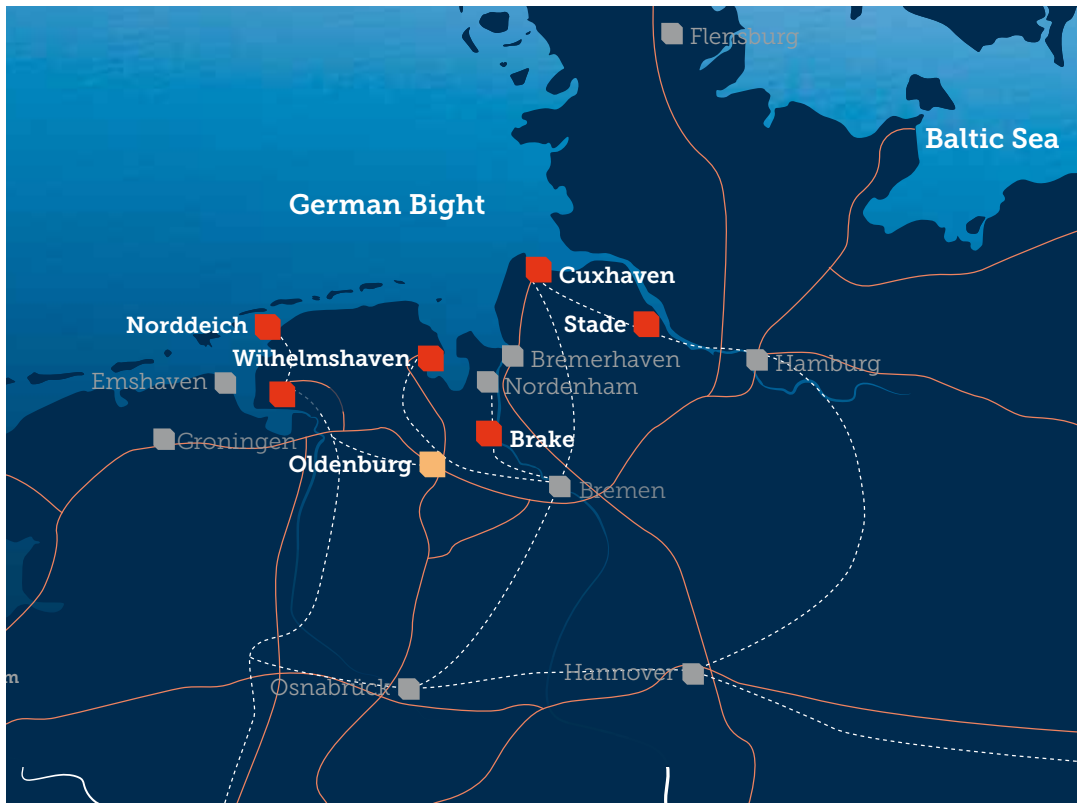 Flensburg
Baltic Sea
German Bight
Cuxhaven
Norddeich
Stade
Wilhelmshaven
Bremerhaven
Hamburg
Emshaven
Nordenham
Groningen
Brake
Oldenburg
Bremen
m
Osnabrück
Hannover